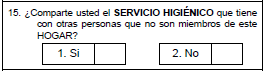 15. ¿Comparte usted el SERVICIO HIGIÉNICO que tiene
con otras personas que no son miembros de este
HOGAR?
1. Si 2. No